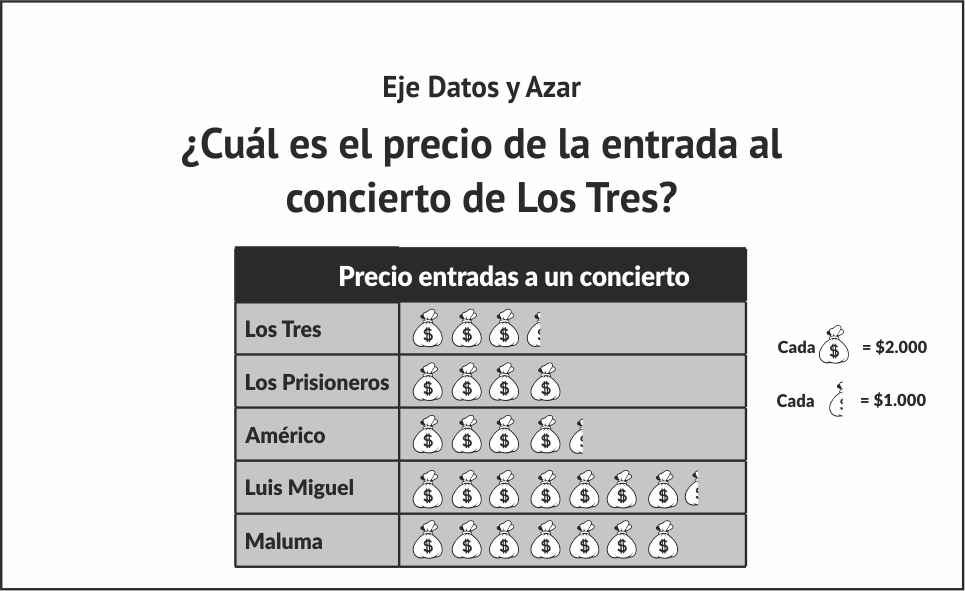 Eje Datos y Azar
¿Cuál es el precio de la entrada al
concierto de Los Tres?
Precio entradas a un concierto
Los Tres
Los Prisioneros
Américo
Luis Miguel
Maluma
Cada $ = $2.000
Cada = $1.000